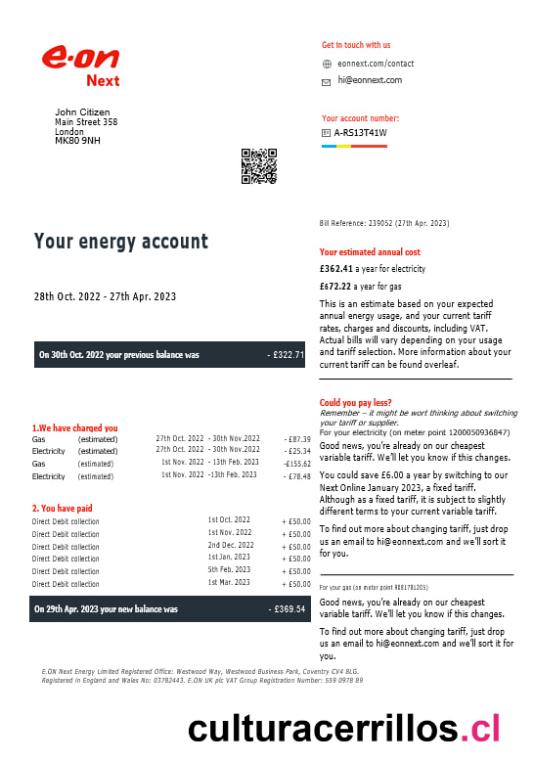 e·on
Next
Get in touch with us
eonnext.com/contact
hi@eonnext.com
John Citizen
Main Street 358
London
MK80 9NH
Your account number:
A-RS13T41W
Bill Reference: 239052 (27th Apr. 2023)
Your energy account
28th Oct. 2022 - 27th Apr. 2023
Your estimated annual cost
£362.41 a year for electricity
£672.22 a year for gas
This is an estimate based on your expected
annual energy usage, and your current tariff
rates, charges and discounts, including VAT.
Actual bills will vary depending on your usage
and tariff selection. More information about your
current tariff can be found overleaf.
On 30th Oct. 2022 your previous balance was - £322.71
1.We have charged you
Gas (estimated) 27th Oct. 2022 - 30th Nov.2022 - £87.39
Electricity (estimated) 27th Oct. 2022 - 30th Nov.2022 - £25.34
Gas (estimated) 1st Nov. 2022 - 13th Feb. 2023 -£155.62
Electricity (estimated) 1st Nov. 2022 -13th Feb. 2023 - £78.48
2. You have paid
Direct Debit collection 1st Oct. 2022 + £50.00
Direct Debit collection 1st Nov. 2022 + £50.00
Direct Debit collection 2nd Dec. 2022 + £50.00
Direct Debit collection 1st Jan. 2023 + £50.00
Direct Debit collection 5th Feb. 2023 + £50.00
Direct Debit collection 1st Mar. 2023 + £50.00
On 29th Apr. 2023 your new balance was - £369.54
Could you pay less?
Remember – it might be wort thinking about switching
your tariff or supplier.
For your electricity (on meter point 1200050936847)
Good news, you're already on our cheapest
variable tariff. We'll let you know if this changes.
You could save £6.00 a year by switching to our
Next Online January 2023, a fixed tariff.
Although as a fixed tariff, it is subject to slightly
different terms to your current variable tariff.
To find out more about changing tariff, just drop
us an email to hi@eonnext.com and we'll sort it
for you.
For your gas (on meter point
Good news, you're already on our cheapest
variable tariff. We'll let you know if this changes.
To find out more about changing tariff, just drop
us an email to hi@eonnext.com and we'll sort it for
you.
E.ON Next Energy Limited Registered Office: Westwood Way, Westwood Business Park, Coventry CV4 8LG.
Registered in England and Wales No: 03782443. E.ON UK plc VAT Group Registration Number: 559 0978 89
culturacerrillos.cl